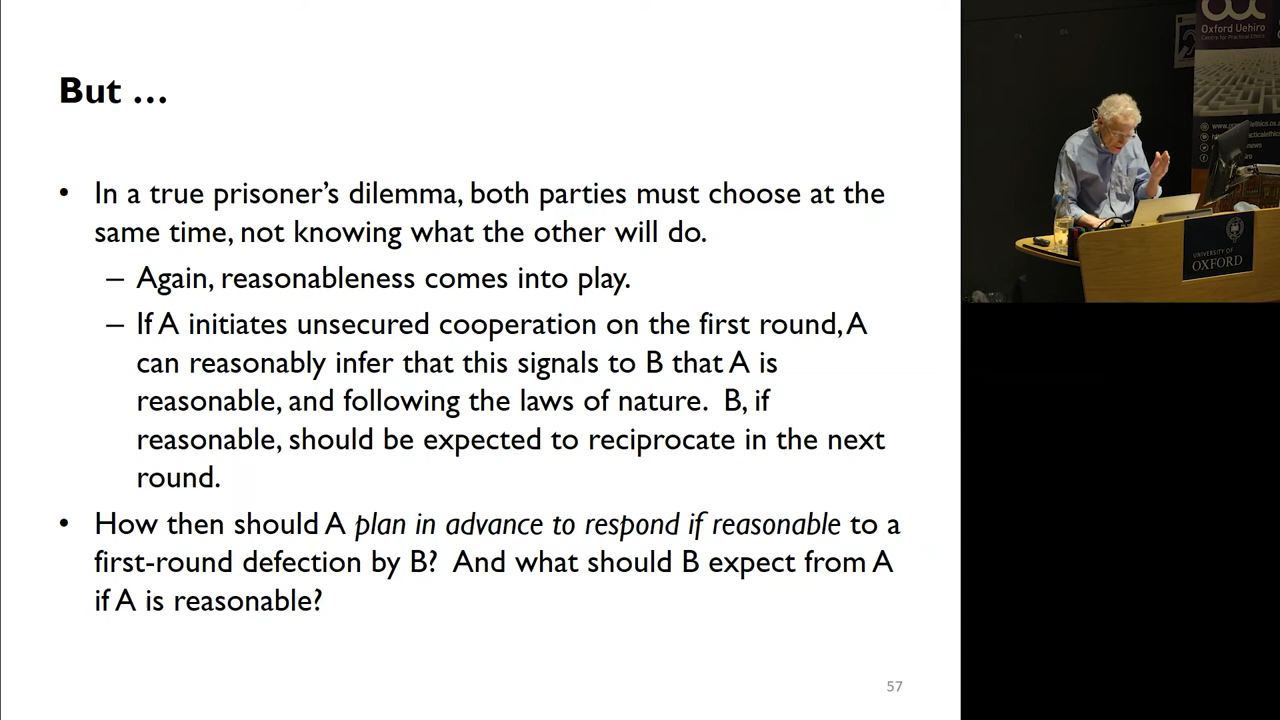 But …
• In a true prisoner’s dilemma, both parties must choose at the
same time, not knowing what the other will do.
– Again, reasonableness comes into play.
– If A initiates unsecured cooperation on the first round, A
can reasonably infer that this signals to B that A is
reasonable, and following the laws of nature. B, if
reasonable, should be expected to reciprocate in the next
round.
• How then should A plan in advance to respond if reasonable to a
first-round defection by B? And what should B expect from A
if A is reasonable?
57
Oxford Uehiro
Centre for Practical Ethics
UNIVERSITY OF
OXFORD